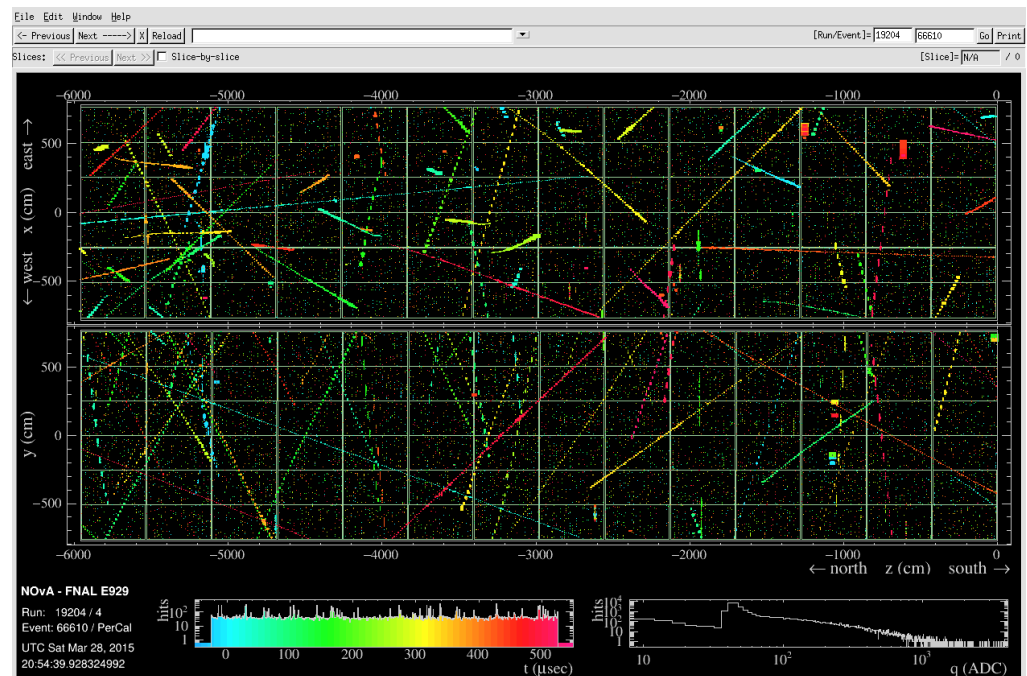 File Edit Window Help
<- Previous Next -----> X Reload [Run/Event]= 19204 66610 Go Print
Slices: << Previous Next >> Slice-by-slice [Slice]= N/A / 0
−6000 −5000 −4000 −3000 −2000 −1000 0
← west x (cm) east →
500
0
−500
y (cm)
500
0
−500
−6000 −5000 −4000 −3000 −2000 −1000 0
← north z (cm) south →
NOvA - FNAL E929
Run: 19204 / 4
Event: 66610 / PerCal
UTC Sat Mar 28, 2015
20:54:39.928324992
hits
10²
10
1
0 100 200 300 400 500
t (μsec)
hits
10⁴
10³
10²
10
1
10 10² 10³
q (ADC)